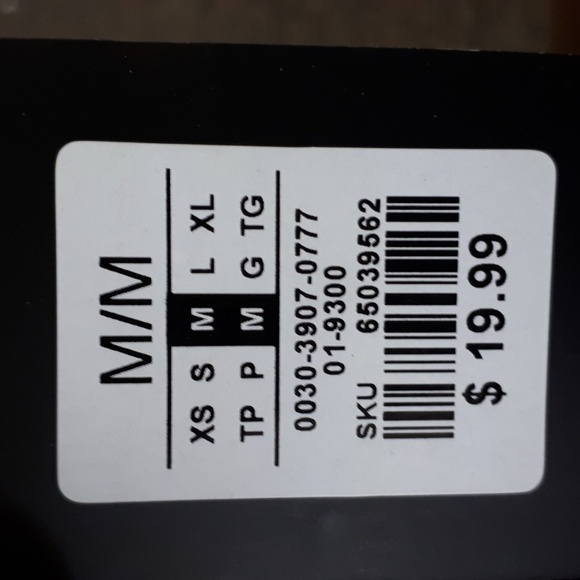 M/M
XS S M L XL
TP P M G TG
0030-3907-0777
01-9300
SKU 65039562
$ 19.99